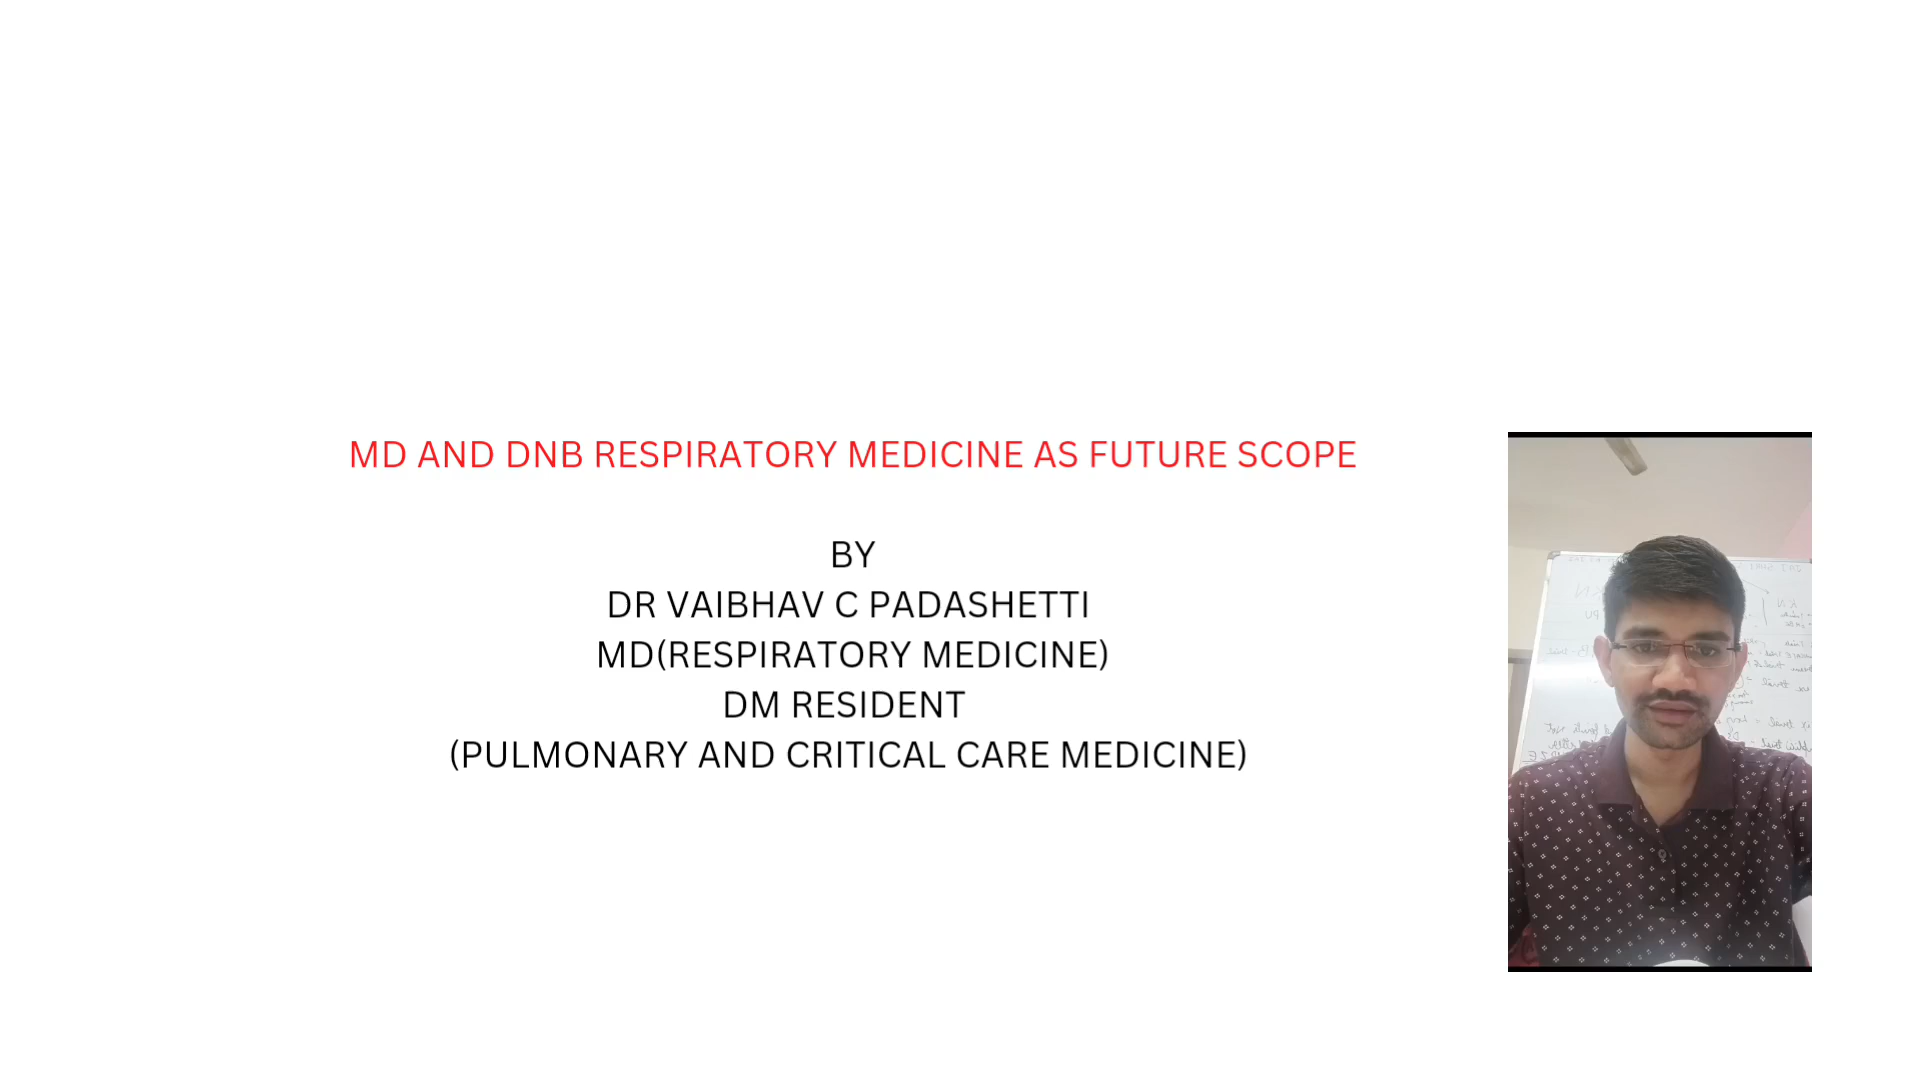 MD AND DNB RESPIRATORY MEDICINE AS FUTURE SCOPE
BY
DR VAIBHAV C PADASHETTI
MD(RESPIRATORY MEDICINE)
DM RESIDENT
(PULMONARY AND CRITICAL CARE MEDICINE)